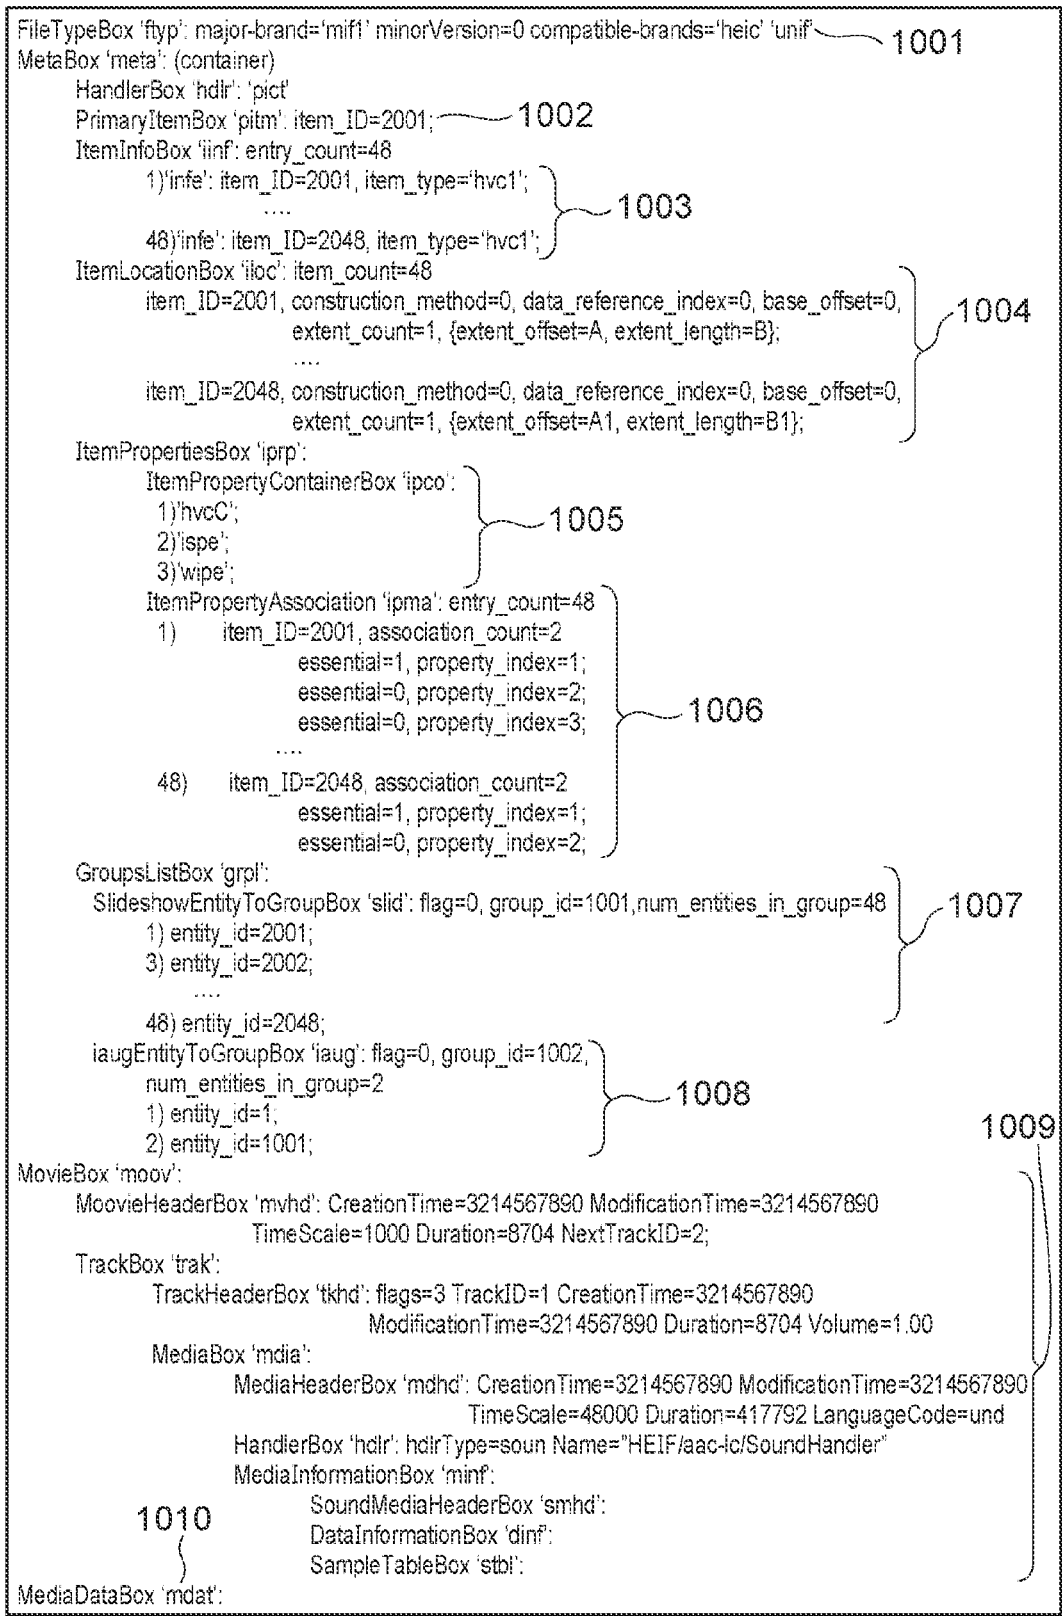 FileTypeBox 'ftyp': major-brand='mif1' minorVersion=0 compatible-brands='heic' 'unif' 1001
MetaBox 'meta': (container)
HandlerBox 'hdlr': 'pict'
PrimaryItemBox 'pitm': item_ID=2001; 1002
ItemInfoBox 'iinf': entry_count=48
1)'infe': item_ID=2001, item_type='hvc1';
....
1003
48)'infe': item_ID=2048, item_type='hvc1';
ItemLocationBox 'iloc': item_count=48
item_ID=2001, construction_method=0, data_reference_index=0, base_offset=0,
1004
extent_count=1, {extent_offset=A, extent_length=B};
....
item_ID=2048, construction_method=0, data_reference_index=0, base_offset=0,
extent_count=1, {extent_offset=A1, extent_length=B1};
ItemPropertiesBox 'iprp':
ItemPropertyContainerBox 'ipco':
1)'hvcC';
1005
2)'ispe';
3)'wipe';
ItemPropertyAssociation 'ipma': entry_count=48
1) item_ID=2001, association_count=2
essential=1, property_index=1;
essential=0, property_index=2;
essential=0, property_index=3;
1006
....
48) item_ID=2048, association_count=2
essential=1, property_index=1;
essential=0, property_index=2;
GroupsListBox 'grpl':
SlideshowEntityToGroupBox 'slid': flag=0, group_id=1001,num_entities_in_group=48
1007
1) entity_id=2001;
3) entity_id=2002;
....
48) entity_id=2048;
iaugEntityToGroupBox 'iaug': flag=0, group_id=1002,
num_entities_in_group=2
1008
1) entity_id=1;
2) entity_id=1001;
1009
MovieBox 'moov':
MoovieHeaderBox 'mvhd': CreationTime=3214567890 ModificationTime=3214567890
TimeScale=1000 Duration=8704 NextTrackID=2;
TrackBox 'trak':
TrackHeaderBox 'tkhd': flags=3 TrackID=1 CreationTime=3214567890
ModificationTime=3214567890 Duration=8704 Volume=1.00
MediaBox 'mdia':
MediaHeaderBox 'mdhd': CreationTime=3214567890 ModificationTime=3214567890
TimeScale=48000 Duration=417792 LanguageCode=und
HandlerBox 'hdlr': hdlrType=soun Name="HEIF/aac-lc/SoundHandler"
MediaInformationBox 'minf':
SoundMediaHeaderBox 'smhd':
1010
DataInformationBox 'dinf':
SampleTableBox 'stbl':
MediaDataBox 'mdat':